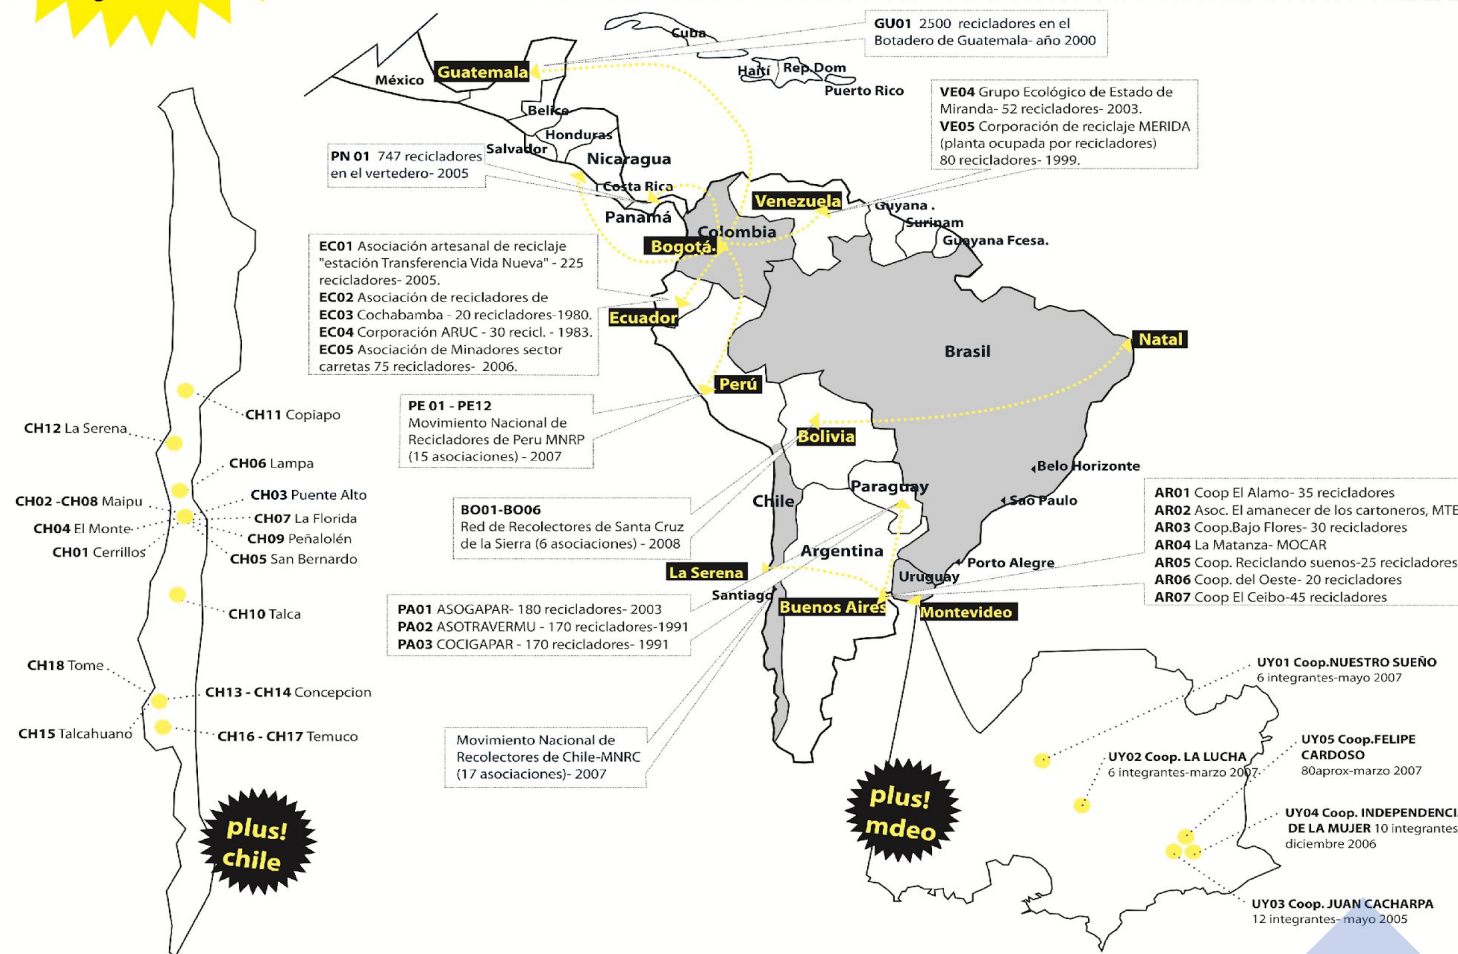 GU01 2500 recicladores en el
Botadero de Guatemala- año 2000
Cuba
México
Guatemala
Haití
Rep.Dom
Puerto Rico
Belice
Honduras
Salvador
Nicaragua
Costa Rica
Panamá
VE04 Grupo Ecológico de Estado de
Miranda- 52 recicladores- 2003.
VE05 Corporación de reciclaje MERIDA
(planta ocupada por recicladores)
80 recicladores- 1999.
PN 01 747 recicladores
en el vertedero- 2005
Venezuela
Guyana .
Surinam
Guayana Fcesa.
Colombia
Bogotá.
EC01 Asociación artesanal de reciclaje
"estación Transferencia Vida Nueva" - 225
recicladores- 2005.
EC02 Asociación de recicladores de
EC03 Cochabamba - 20 recicladores-1980.
EC04 Corporación ARUC - 30 recicl. - 1983.
EC05 Asociación de Minadores sector
carretas 75 recicladores- 2006.
Ecuador
Brasil
Natal
Perú
PE 01 - PE12
Movimiento Nacional de
Recicladores de Peru MNRP
(15 asociaciones) - 2007
Bolivia
Belo Horizonte
Paraguay
Sao Paulo
Chile
BO01-BO06
Red de Recolectores de Santa Cruz
de la Sierra (6 asociaciones) - 2008
Argentina
Porto Alegre
Uruguay
La Serena
Santiago
Buenos Aires
Montevideo
AR01 Coop El Alamo- 35 recicladores
AR02 Asoc. El amanecer de los cartoneros, MTE
AR03 Coop.Bajo Flores- 30 recicladores
AR04 La Matanza- MOCAR
AR05 Coop. Reciclando suenos-25 recicladores
AR06 Coop. del Oeste- 20 recicladores
AR07 Coop El Ceibo-45 recicladores
PA01 ASOGAPAR- 180 recicladores- 2003
PA02 ASOTRAVERMU - 170 recicladores-1991
PA03 COCIGAPAR - 170 recicladores- 1991
Movimiento Nacional de
Recolectores de Chile-MNRC
(17 asociaciones)- 2007
CH11 Copiapo
CH12 La Serena
CH06 Lampa
CH02 -CH08 Maipu
CH03 Puente Alto
CH04 El Monte
CH07 La Florida
CH09 Peñalolén
CH01 Cerrillos
CH05 San Bernardo
CH10 Talca
CH18 Tome
CH13 - CH14 Concepcion
CH15 Talcahuano
CH16 - CH17 Temuco
plus!
chile
plus!
mdeo
UY01 Coop.NUESTRO SUEÑO
6 integrantes-mayo 2007
UY02 Coop. LA LUCHA
6 integrantes-marzo 2007
UY05 Coop.FELIPE
CARDOSO
80aprox-marzo 2007
UY04 Coop. INDEPENDENCI
DE LA MUJER 10 integrantes
diciembre 2006
UY03 Coop. JUAN CACHARPA
12 integrantes- mayo 2005